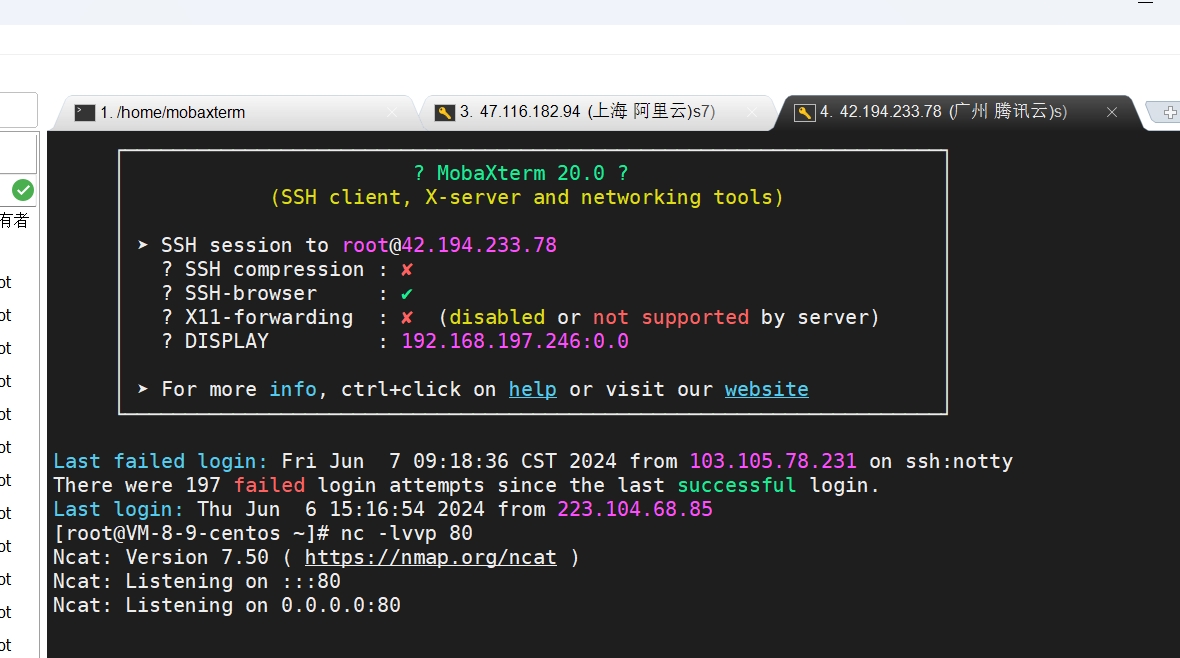 1. /home/mobaxterm
3. 47.116.182.94 (上海 阿里云)s7)
4. 42.194.233.78 (广州 腾讯云)s)
有者
ot
ot
ot
ot
ot
ot
ot
ot
ot
ot
ot
ot
? MobaXterm 20.0 ?
(SSH client, X-server and networking tools)
➤ SSH session to root@42.194.233.78
? SSH compression : ✘
? SSH-browser     : ✔
? X11-forwarding  : ✘  (disabled or not supported by server)
? DISPLAY         : 192.168.197.246:0.0
➤ For more info, ctrl+click on help or visit our website
Last failed login: Fri Jun  7 09:18:36 CST 2024 from 103.105.78.231 on ssh:notty
There were 197 failed login attempts since the last successful login.
Last login: Thu Jun  6 15:16:54 2024 from 223.104.68.85
[root@VM-8-9-centos ~]# nc -lvvp 80
Ncat: Version 7.50 ( https://nmap.org/ncat )
Ncat: Listening on :::80
Ncat: Listening on 0.0.0.0:80